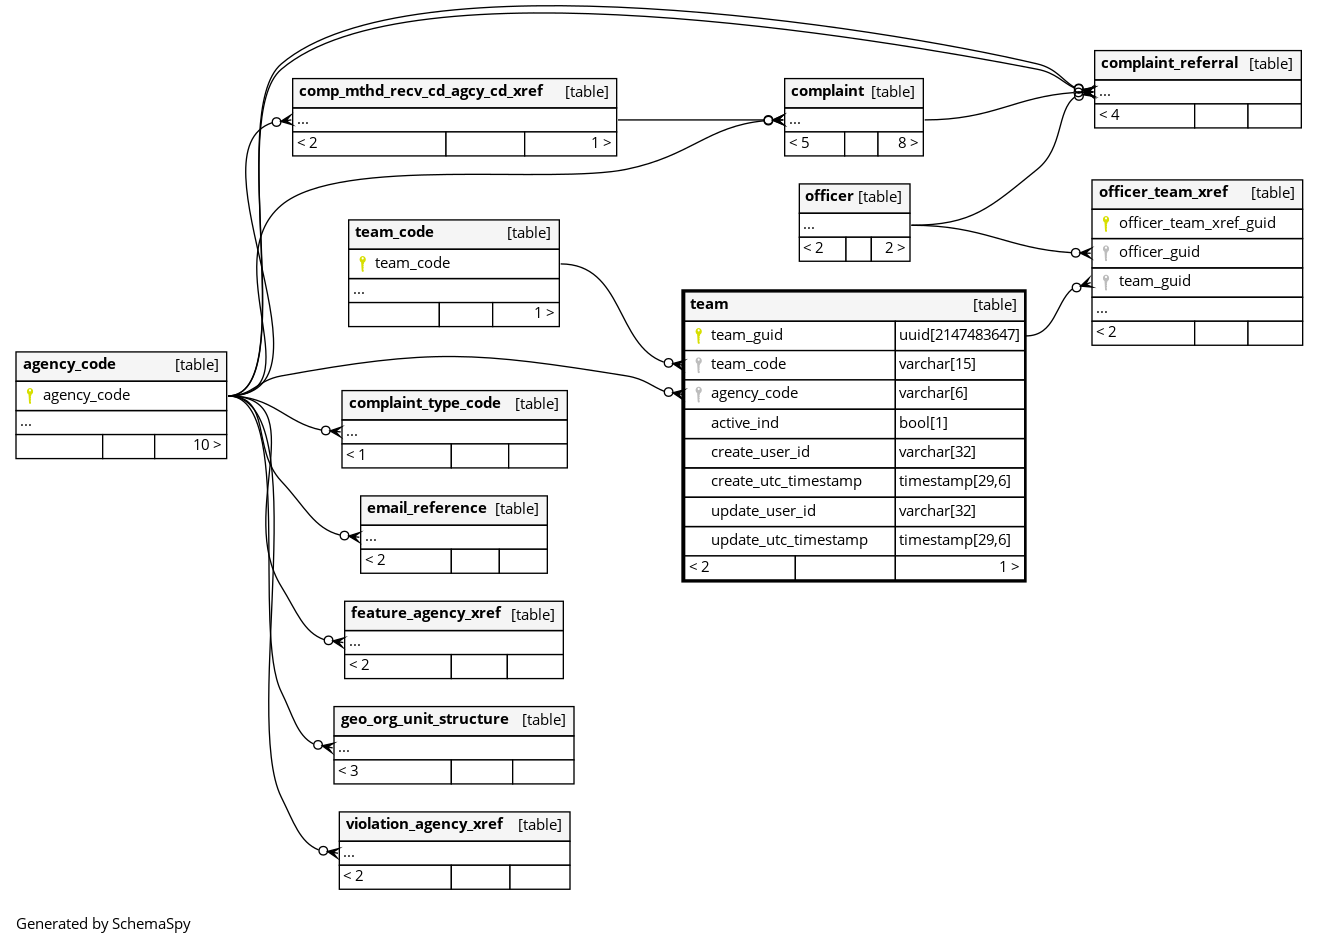 comp_mthd_recv_cd_agcy_cd_xref [table]
...
< 2 1 >
complaint [table]
...
< 5 8 >
complaint_referral [table]
...
< 4
officer [table]
...
< 2 2 >
officer_team_xref [table]
officer_team_xref_guid
officer_guid
team_guid
...
< 2
team_code [table]
team_code
...
1 >
team [table]
team_guid uuid[2147483647]
team_code varchar[15]
agency_code varchar[6]
active_ind bool[1]
create_user_id varchar[32]
create_utc_timestamp timestamp[29,6]
update_user_id varchar[32]
update_utc_timestamp timestamp[29,6]
< 2 1 >
agency_code [table]
agency_code
...
10 >
complaint_type_code [table]
...
< 1
email_reference [table]
...
< 2
feature_agency_xref [table]
...
< 2
geo_org_unit_structure [table]
...
< 3
violation_agency_xref [table]
...
< 2
Generated by SchemaSpy